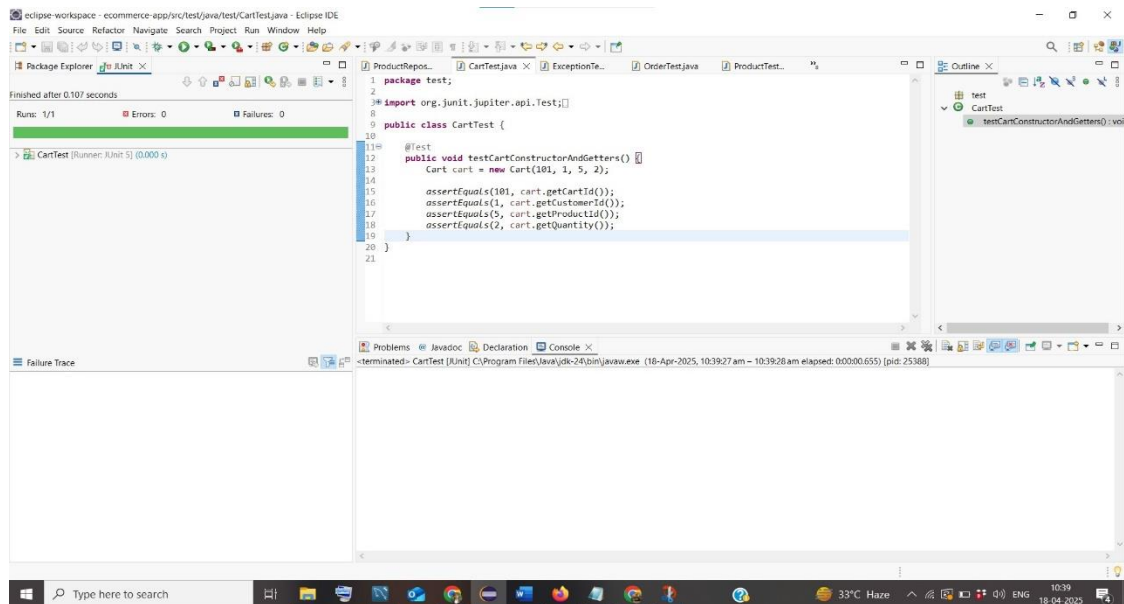 eclipse-workspace - ecommerce-app/src/test/java/test/CartTest.java - Eclipse IDE
File Edit Source Refactor Navigate Search Project Run Window Help
Package Explorer JUnit
Finished after 0.107 seconds
Runs: 1/1 Errors: 0 Failures: 0
CartTest [Runner: JUnit 5] (0.000 s)
Failure Trace
ProductRepos... CartTest.java ExceptionTe... OrderTest.java ProductTest...
1 package test;
2
3 import org.junit.jupiter.api.Test;
8
9 public class CartTest {
10
11 @Test
12 public void testCartConstructorAndGetters() {
13 Cart cart = new Cart(101, 1, 5, 2);
14
15 assertEquals(101, cart.getCartId());
16 assertEquals(1, cart.getCustomerId());
17 assertEquals(5, cart.getProductId());
18 assertEquals(2, cart.getQuantity());
19 }
20 }
21
Outline
test
CartTest
testCartConstructorAndGetters() : voi
Problems Javadoc Declaration Console
<terminated> CartTest [JUnit] C:\Program Files\Java\jdk-24\bin\javaw.exe (18-Apr-2025, 10:39:27 am – 10:39:28 am elapsed: 0:00:00.655) [pid: 25388]
Type here to search
33°C Haze
ENG
10:39
18-04-2025